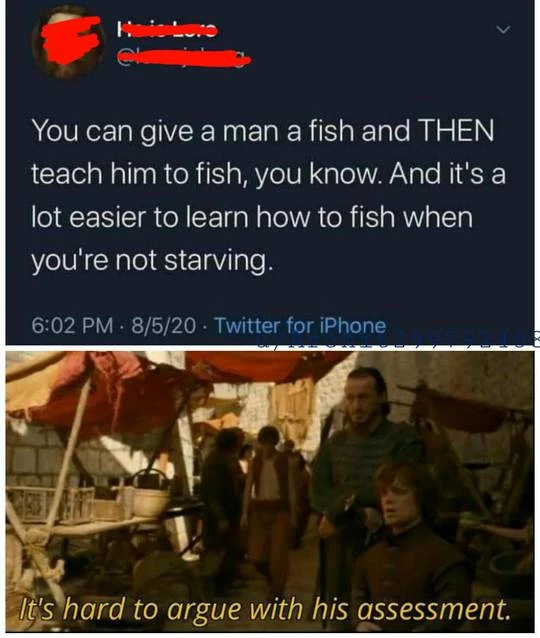 You can give a man a fish and THEN
teach him to fish, you know. And it's a
lot easier to learn how to fish when
you're not starving.
6:02 PM · 8/5/20 · Twitter for iPhone
It's hard to argue with his assessment.